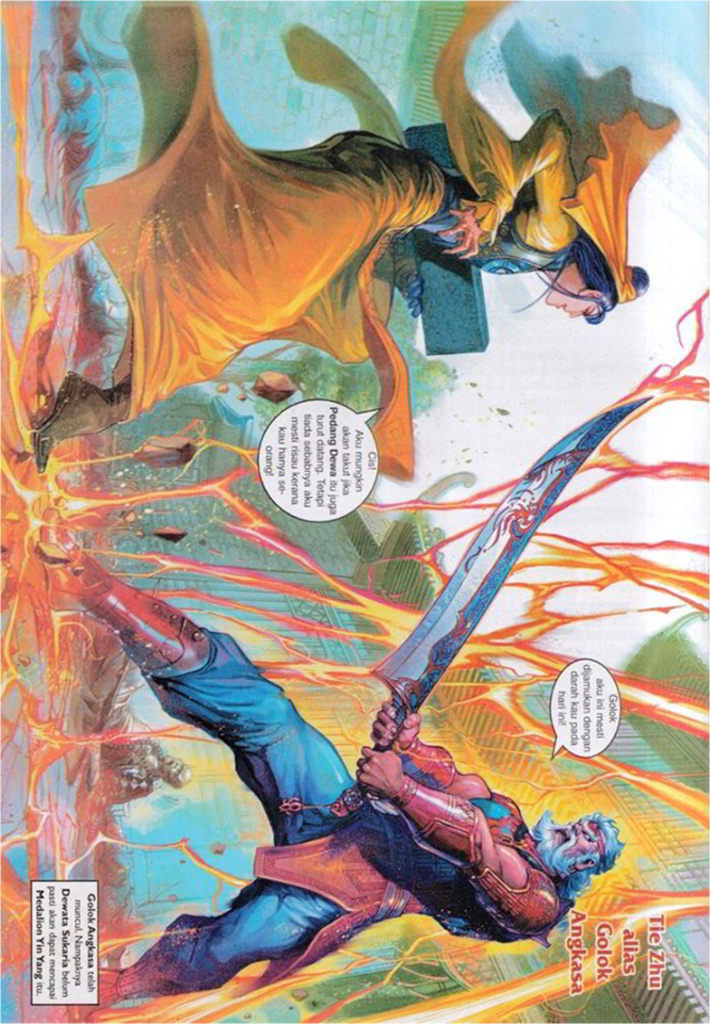 Cis!
Aku mungkin
akan takut jika
Pedang Dewa itu juga
turut datang. Tetapi
tiada sebabnya aku
mesti risau kerana
kau hanya se-
orang!
Golok
aku ini mesti
dijamukan dengan
darah kau pada
hari ini!
Tie Zhu
alias
Golok
Angkasa
Golok Angkasa telah
muncul. Nampaknya
Dewata Sukaria belum
pasti akan dapat mencapai
Medalion Yin Yang itu.